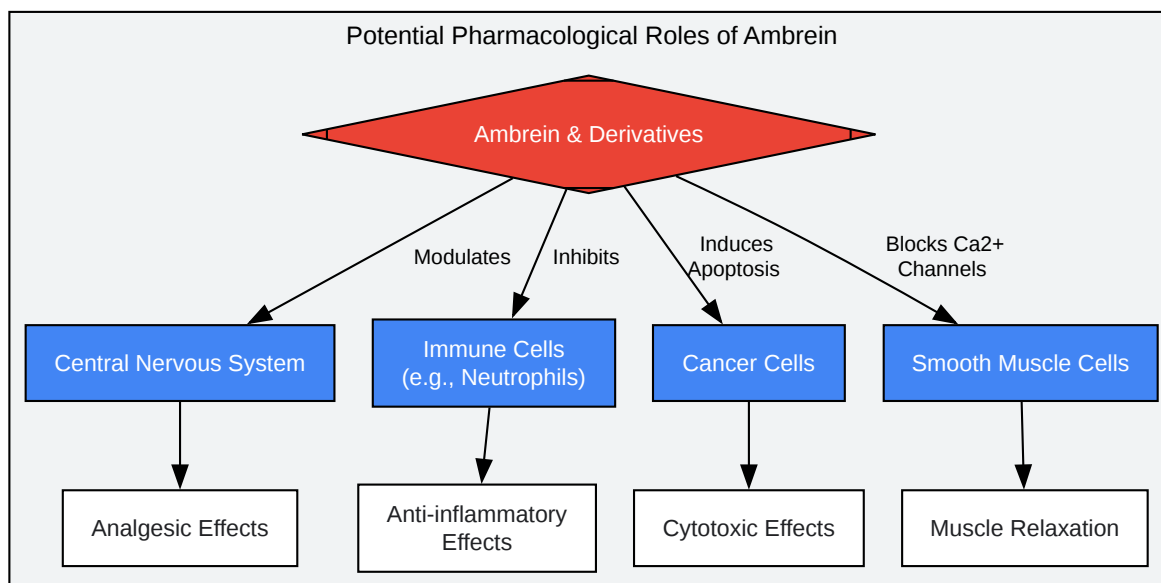 Potential Pharmacological Roles of Ambrein
Ambrein & Derivatives
Modulates
Inhibits
Induces
Apoptosis
Blocks Ca2+
Channels
Central Nervous System
Immune Cells
(e.g., Neutrophils)
Cancer Cells
Smooth Muscle Cells
Analgesic Effects
Anti-inflammatory
Effects
Cytotoxic Effects
Muscle Relaxation